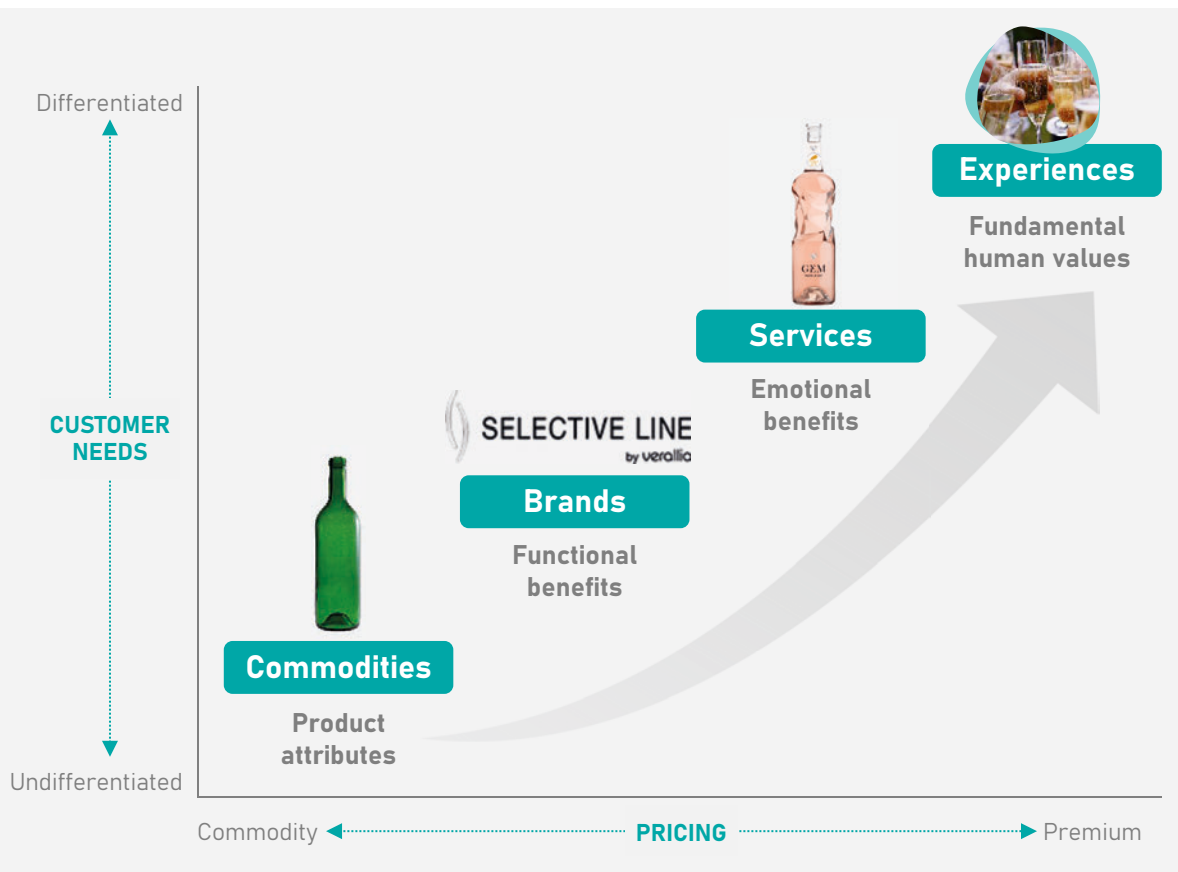 Differentiated
Experiences
Fundamental
human values
GEM
Services
Emotional
benefits
CUSTOMER
NEEDS
SELECTIVE LINE
by verallia
Brands
Functional
benefits
Commodities
Product
attributes
Undifferentiated
Commodity
PRICING
Premium